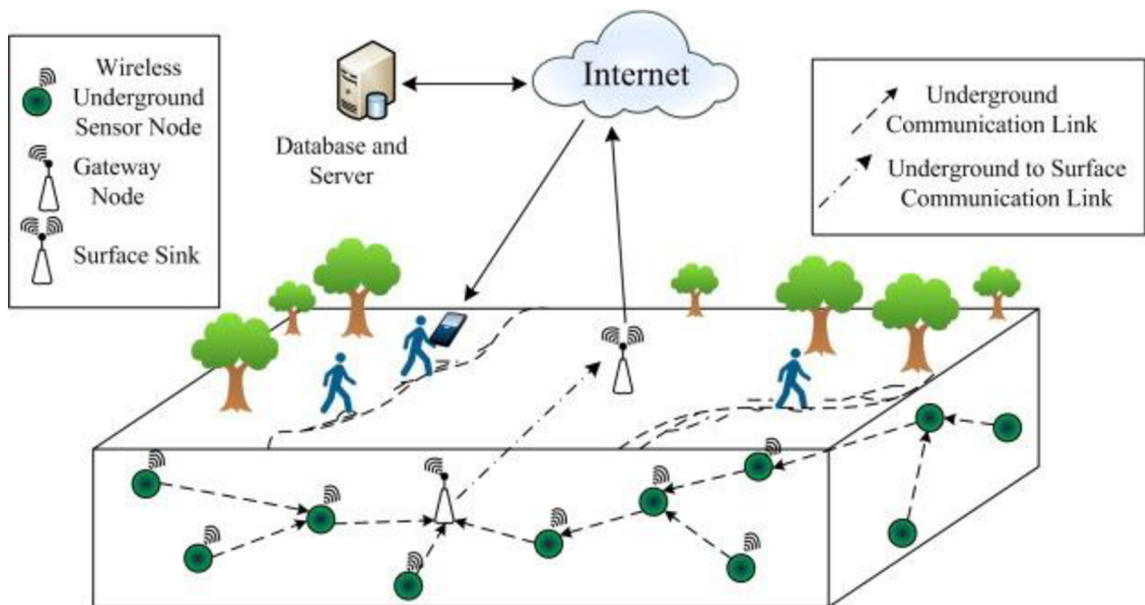 Wireless
Underground
Sensor Node
Gateway
Node
Surface Sink
Database and
Server
Internet
Underground
Communication Link
Underground to Surface
Communication Link